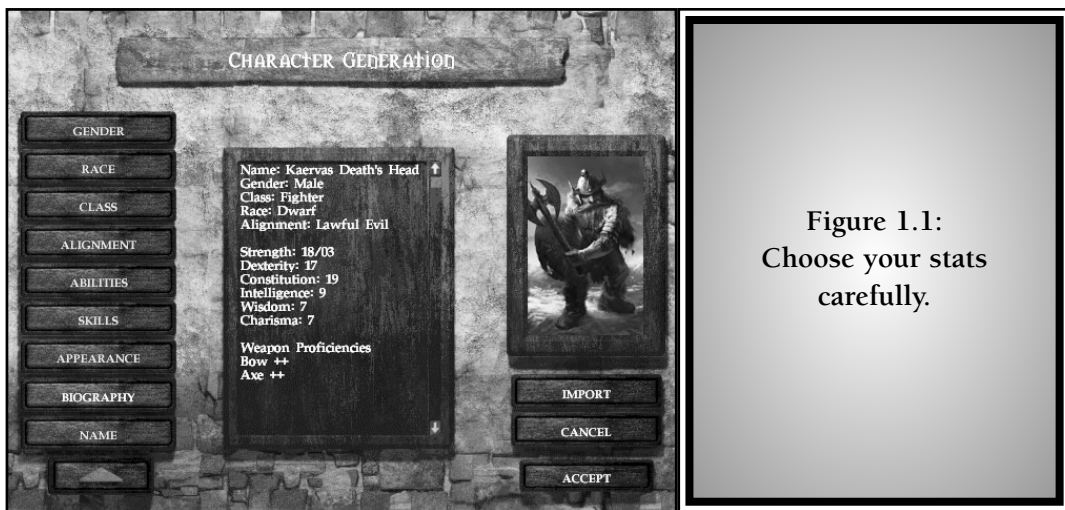 CHARACTER GENERATION
GENDER
RACE
CLASS
ALIGNMENT
ABILITIES
SKILLS
APPEARANCE
BIOGRAPHY
NAME
Name: Kaervas Death's Head
Gender: Male
Class: Fighter
Race: Dwarf
Alignment: Lawful Evil
Strength: 18/03
Dexterity: 17
Constitution: 19
Intelligence: 9
Wisdom: 7
Charisma: 7
Weapon Proficiencies
Bow ++
Axe ++
IMPORT
CANCEL
ACCEPT
Figure 1.1:
Choose your stats
carefully.